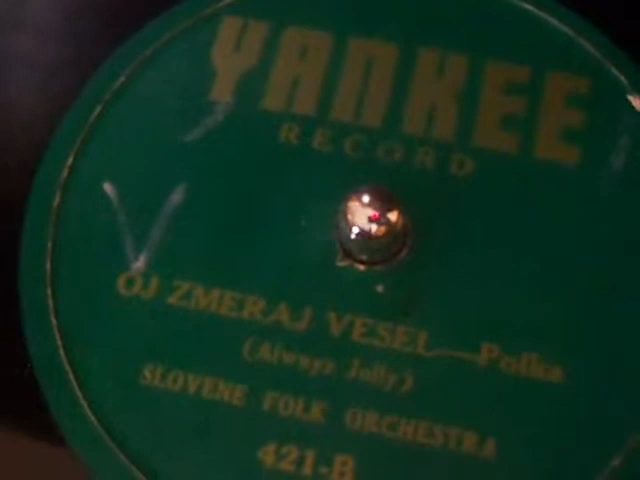 YANKEE
RECORD
V
OJ ZMERAJ VESEL—Polka
(Always Jolly)
SLOVENE FOLK ORCHESTRA
421-B